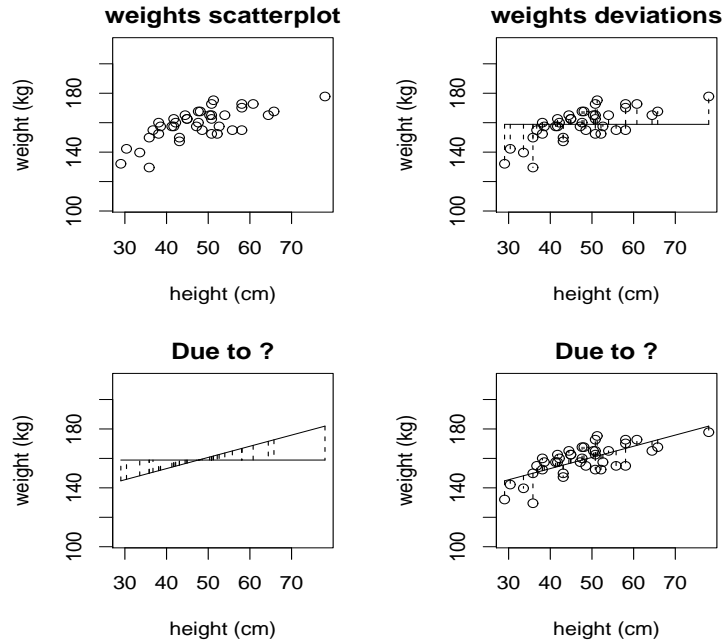 weights scatterplot
weight (kg)
100 140 180
30 40 50 60 70
height (cm)
weights deviations
weight (kg)
100 140 180
30 40 50 60 70
height (cm)
Due to ?
weight (kg)
100 140 180
30 40 50 60 70
height (cm)
Due to ?
weight (kg)
100 140 180
30 40 50 60 70
height (cm)